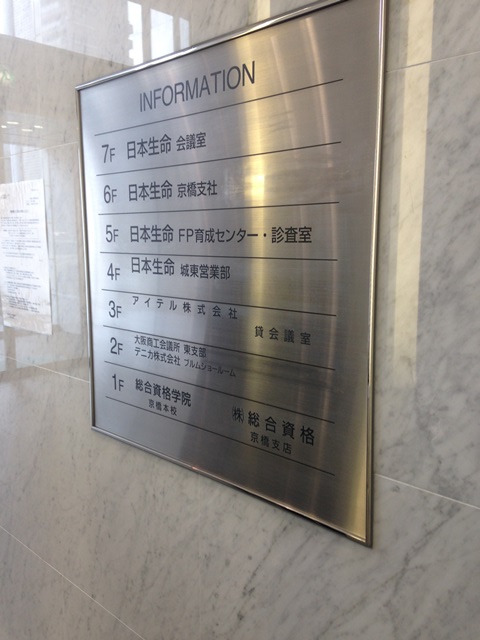 INFORMATION
7F 日本生命 会議室
6F 日本生命 京橋支社
5F 日本生命 FP育成センター・診査室
4F 日本生命 城東営業部
3F アイテル株式会社
貸会議室
2F 大阪商工会議所 東支部
テニカ株式会社 ブルムショールーム
1F 総合資格学院 ㈱総合資格
京橋本校 京橋支店